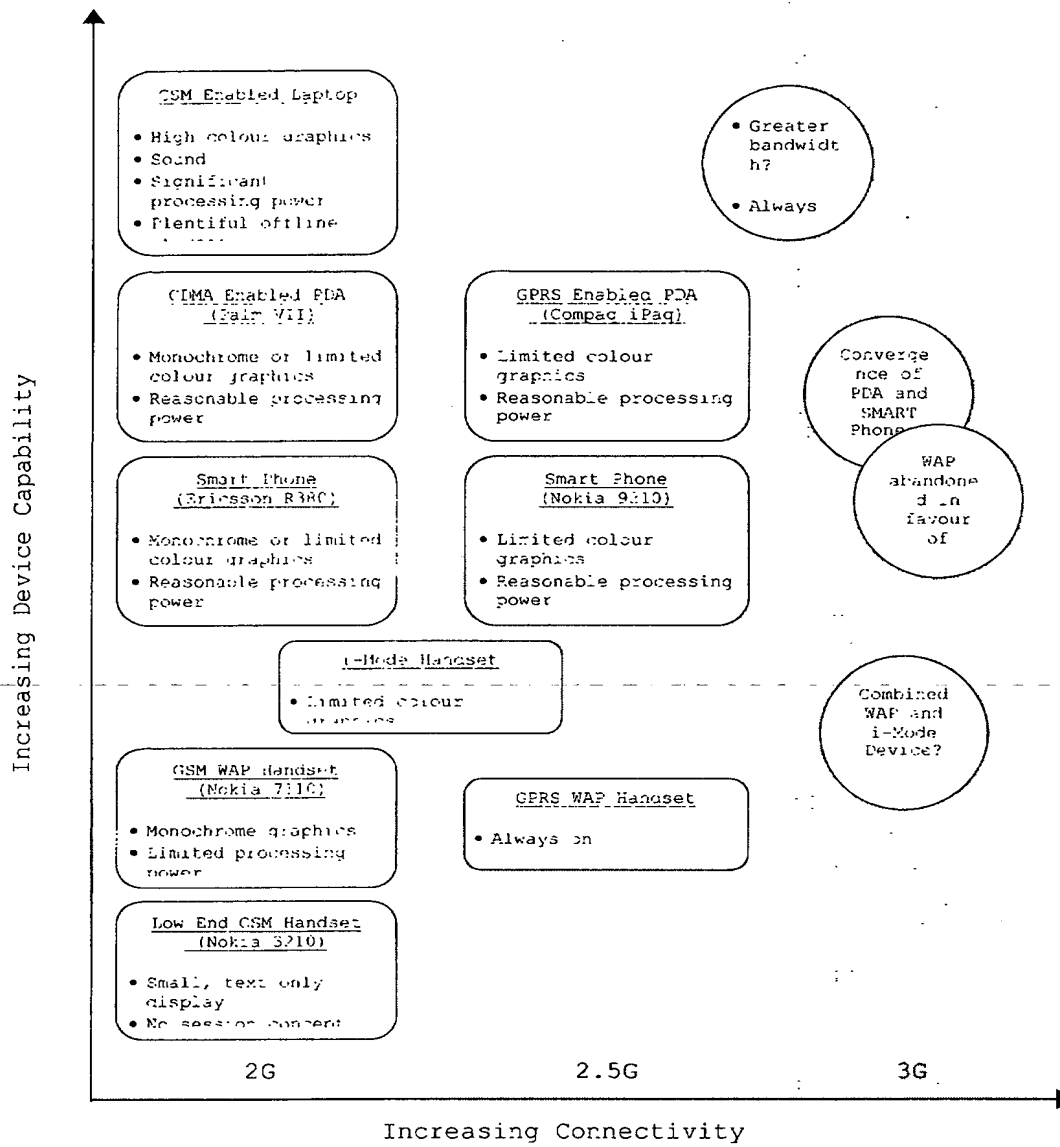 GSM Enabled Laptop
• High colour graphics
• Sound
• Significant
processing power
• Plentiful offline
• Greater
bandwidt
h?
• Always
CDMA Enabled PDA
(Palm VII)
• Monochrome or limited
colour graphics
• Reasonable processing
power
GPRS Enabled PDA
(Compaq iPaq)
• Limited colour
graphics
• Reasonable processing
power
Converge
nce of
PDA and
SMART
Phone
WAP
abandone
d in
favour
of
Smart Phone
(Ericsson R380)
• Monochrome or limited
colour graphics
• Reasonable processing
power
Smart Phone
(Nokia 9210)
• Limited colour
graphics
• Reasonable processing
power
i-Mode Handset
• Limited colour
graphics
Combined
WAP and
i-Mode
Device?
GSM WAP Handset
(Nokia 7110)
• Monochrome graphics
• Limited processing
power
GPRS WAP Handset
• Always on
Low End GSM Handset
(Nokia 3210)
• Small, text only
display
• No session concept
Increasing Device Capability
2G
2.5G
3G
Increasing Connectivity